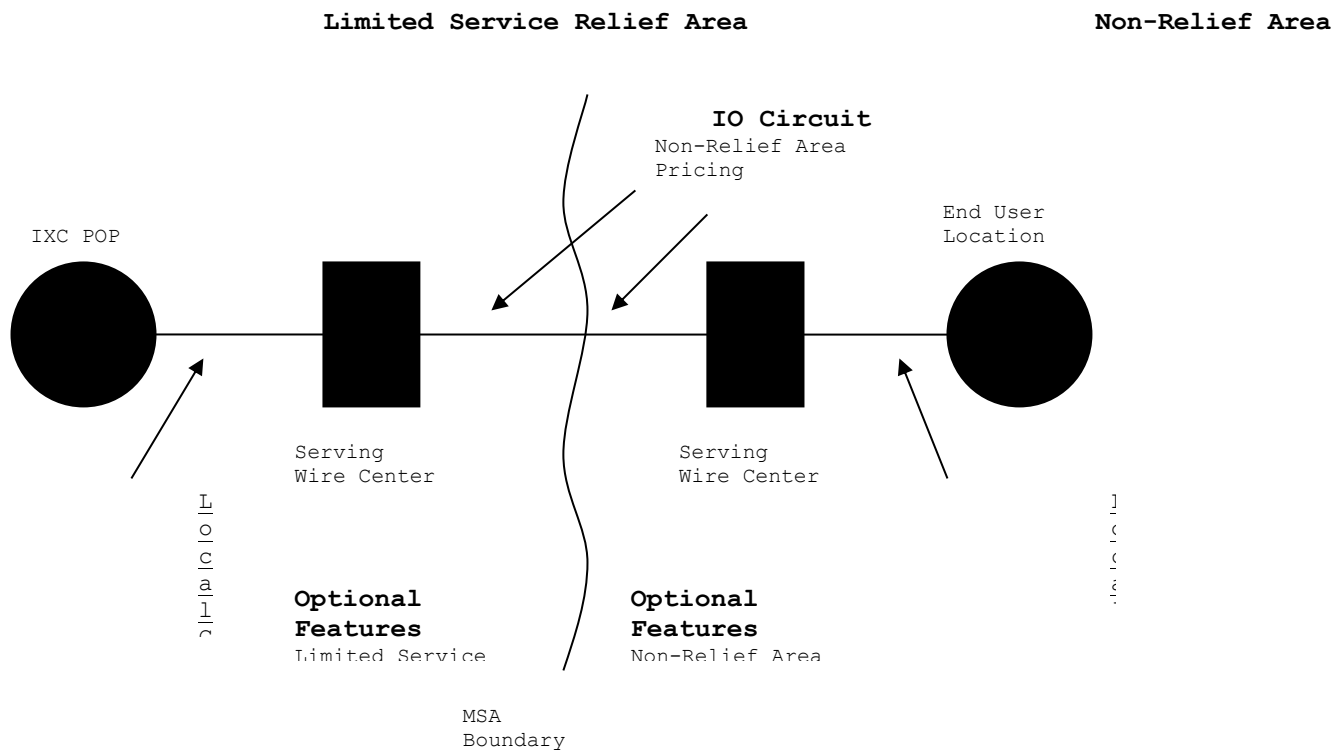 Limited Service Relief Area Non-Relief Area
IO Circuit
Non-Relief Area
Pricing
End User
Location
IXC POP
Serving
Wire Center
Serving
Wire Center
L
o
c
a
l
Optional
Features
Limited Service
Optional
Features
Non-Relief Area
MSA
Boundary